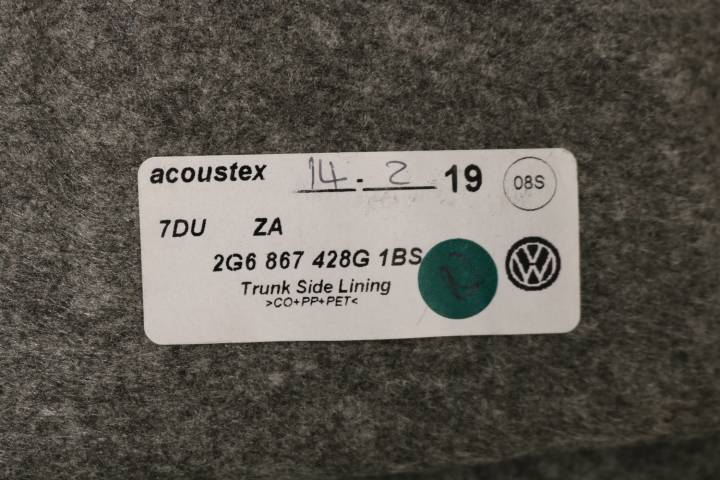 acoustex 14 - 2 19 08S
7DU ZA
2G6 867 428G 1BS
Trunk Side Lining
>CO+PP+PET<